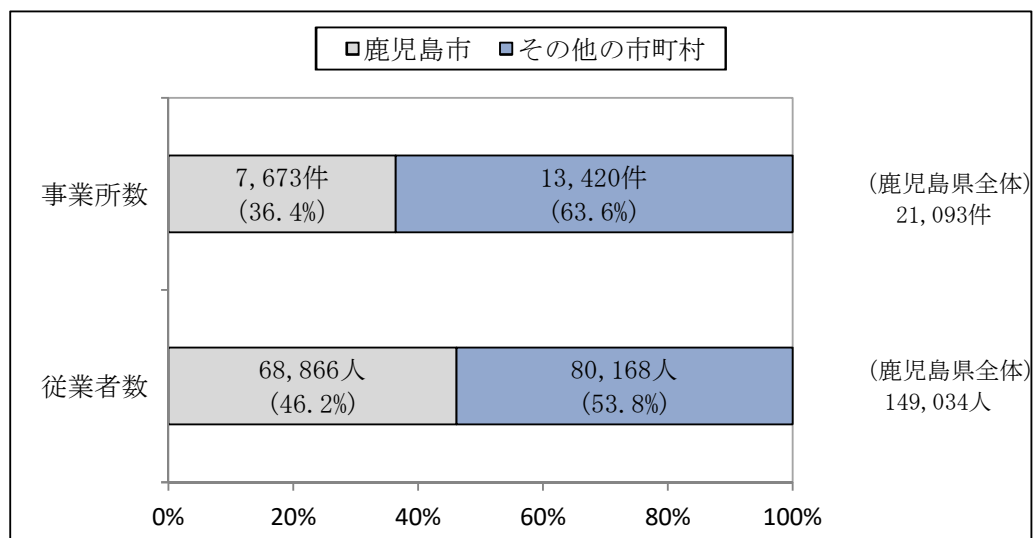 鹿児島市 その他の市町村
事業所数
7,673件
(36.4%)
13,420件
(63.6%)
(鹿児島県全体)
21,093件
従業者数
68,866人
(46.2%)
80,168人
(53.8%)
(鹿児島県全体)
149,034人
0% 20% 40% 60% 80% 100%